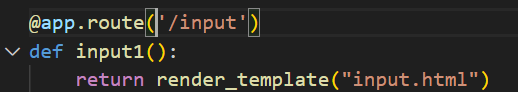 @app.route('/input')
def input1():
    return render_template("input.html")